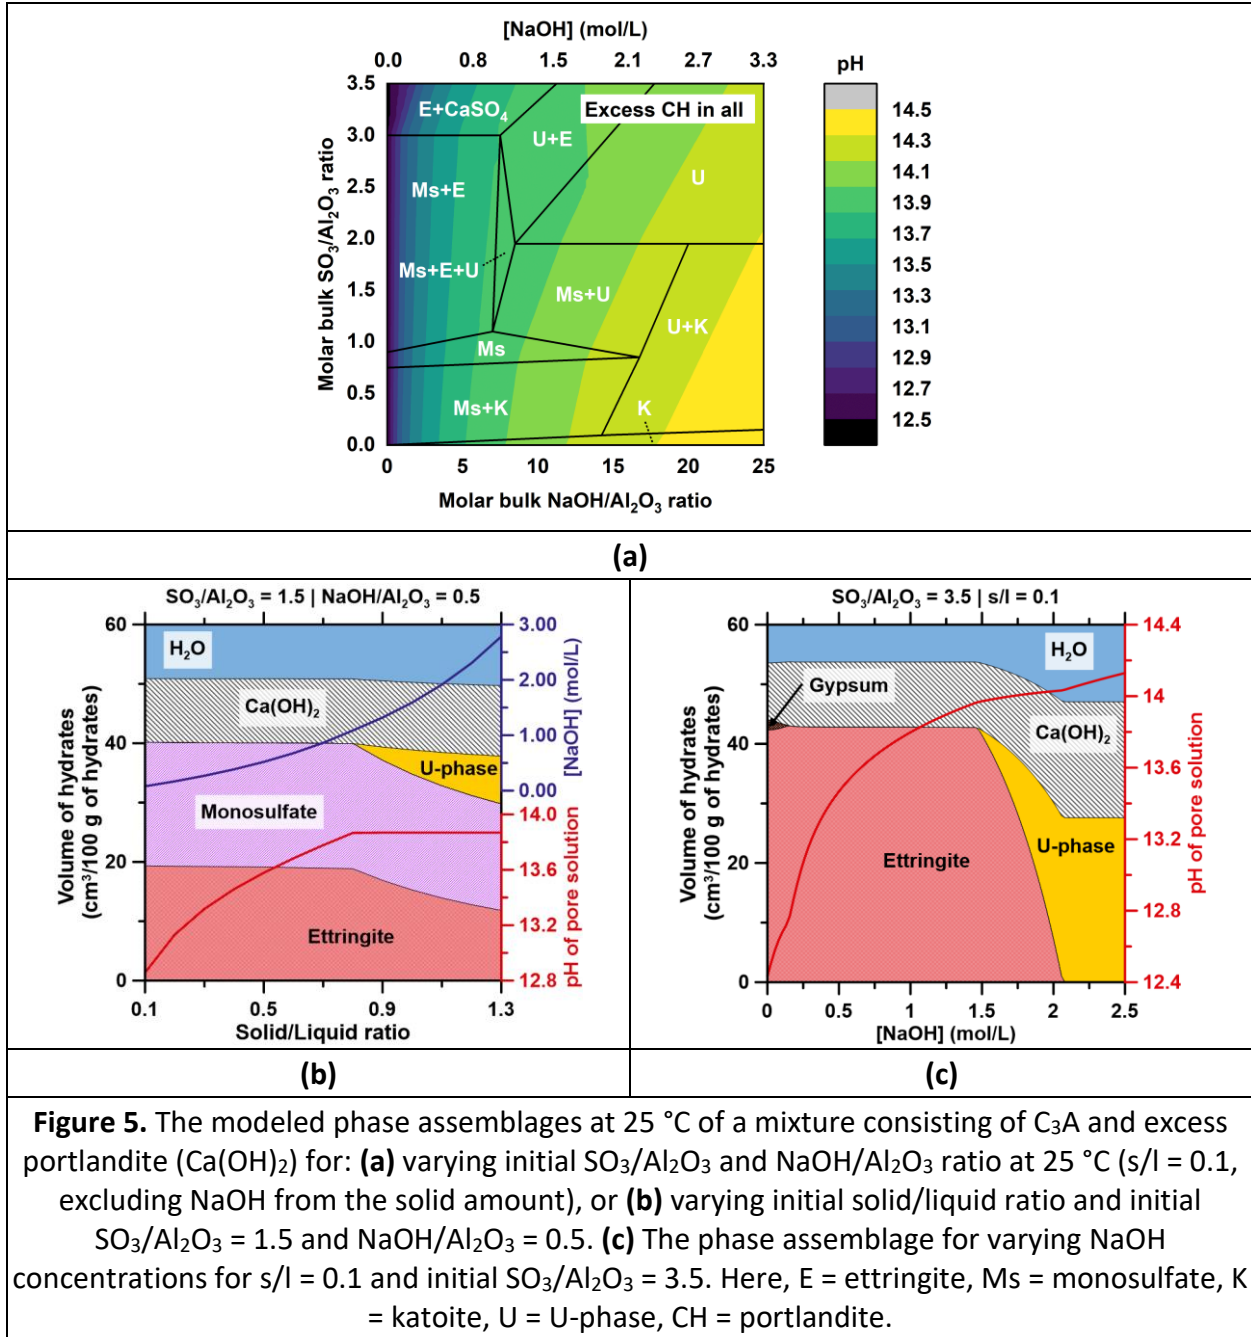 [NaOH] (mol/L)
0.0 0.8 1.5 2.1 2.7 3.3
pH
3.5
3.0
2.5
2.0
1.5
1.0
0.5
0.0
Molar bulk SO₃/Al₂O₃ ratio
E+CaSO₄
Excess CH in all
U+E
Ms+E
U
Ms+E+U
Ms+U
U+K
Ms
Ms+K
K
0 5 10 15 20 25
Molar bulk NaOH/Al₂O₃ ratio
14.5
14.3
14.1
13.9
13.7
13.5
13.3
13.1
12.9
12.7
12.5
(a)
SO₃/Al₂O₃ = 1.5 | NaOH/Al₂O₃ = 0.5
60
40
20
0
Volume of hydrates
(cm³/100 g of hydrates)
H₂O
Ca(OH)₂
U-phase
Monosulfate
Ettringite
3.00
2.00
1.00
0.00
[NaOH] (mol/L)
14.0
13.6
13.2
12.8
pH of pore solution
0.1 0.5 0.9 1.3
Solid/Liquid ratio
SO₃/Al₂O₃ = 3.5 | s/l = 0.1
60
40
20
0
Volume of hydrates
(cm³/100 g of hydrates)
H₂O
Gypsum
Ca(OH)₂
Ettringite
U-phase
14.4
14
13.6
13.2
12.8
12.4
pH of pore solution
0 0.5 1 1.5 2 2.5
[NaOH] (mol/L)
(b)
(c)
Figure 5. The modeled phase assemblages at 25 °C of a mixture consisting of C₃A and excess
portlandite (Ca(OH)₂) for: (a) varying initial SO₃/Al₂O₃ and NaOH/Al₂O₃ ratio at 25 °C (s/l = 0.1,
excluding NaOH from the solid amount), or (b) varying initial solid/liquid ratio and initial
SO₃/Al₂O₃ = 1.5 and NaOH/Al₂O₃ = 0.5. (c) The phase assemblage for varying NaOH
concentrations for s/l = 0.1 and initial SO₃/Al₂O₃ = 3.5. Here, E = ettringite, Ms = monosulfate, K
= katoite, U = U-phase, CH = portlandite.